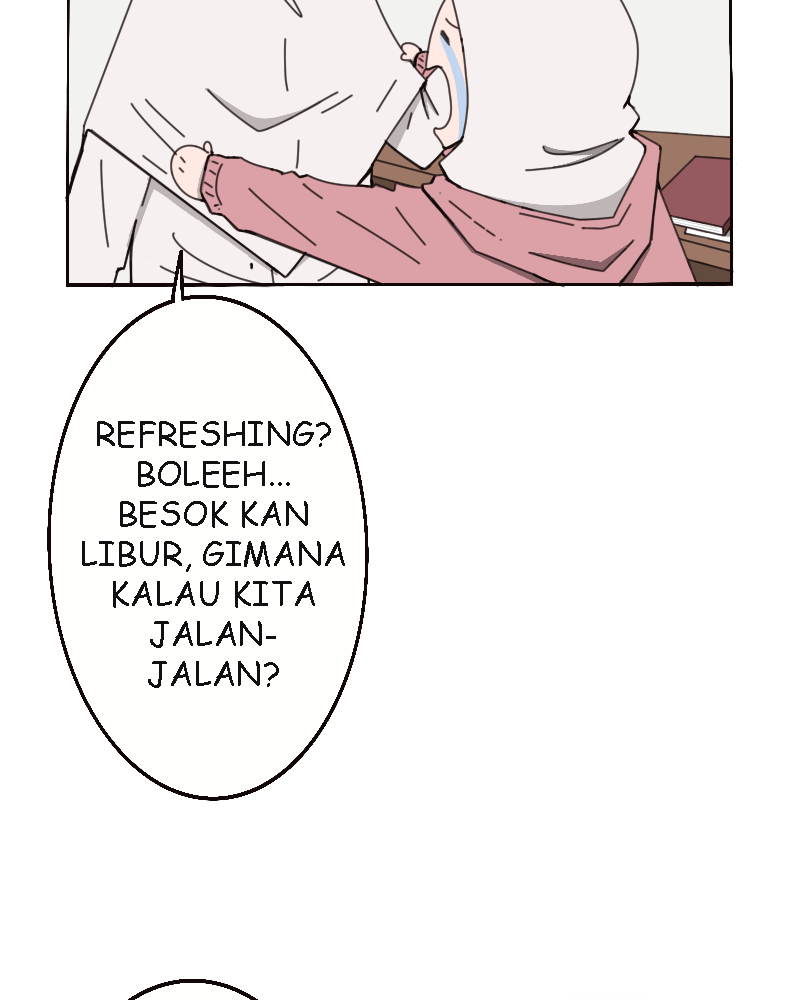 REFRESHING?
BOLEEH...
BESOK KAN
LIBUR, GIMANA
KALAU KITA
JALAN-
JALAN?